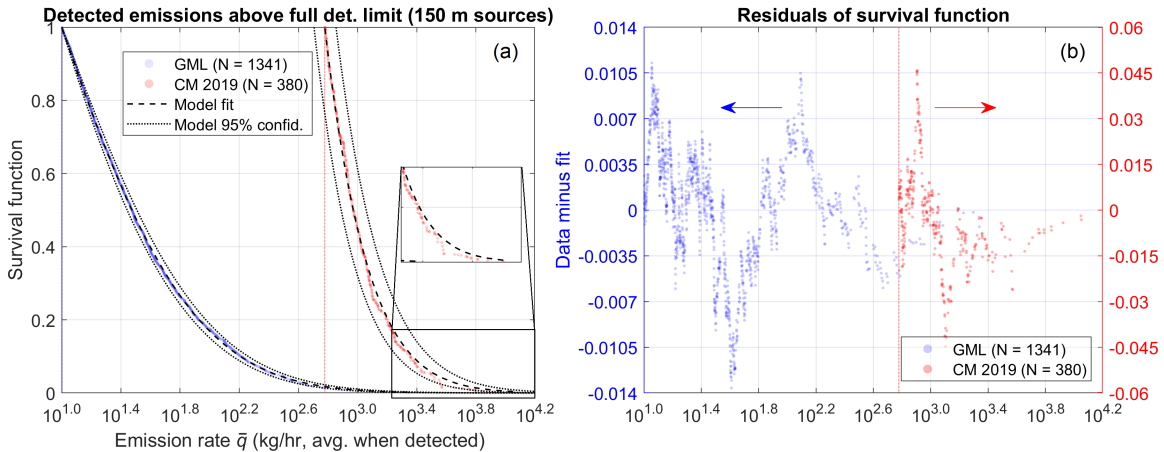 Detected emissions above full det. limit (150 m sources)
(a)
GML (N = 1341)
CM 2019 (N = 380)
Model fit
Model 95% confid.
Survival function
1
0.8
0.6
0.4
0.2
0
10^1.0 10^1.4 10^1.8 10^2.2 10^2.6 10^3.0 10^3.4 10^3.8 10^4.2
Emission rate q̅ (kg/hr, avg. when detected)
Residuals of survival function
(b)
Data minus fit
0.014
0.0105
0.007
0.0035
0
-0.0035
-0.007
-0.0105
-0.014
0.06
0.045
0.03
0.015
0
-0.015
-0.03
-0.045
-0.06
GML (N = 1341)
CM 2019 (N = 380)
10^1.0 10^1.4 10^1.8 10^2.2 10^2.6 10^3.0 10^3.4 10^3.8 10^4.2